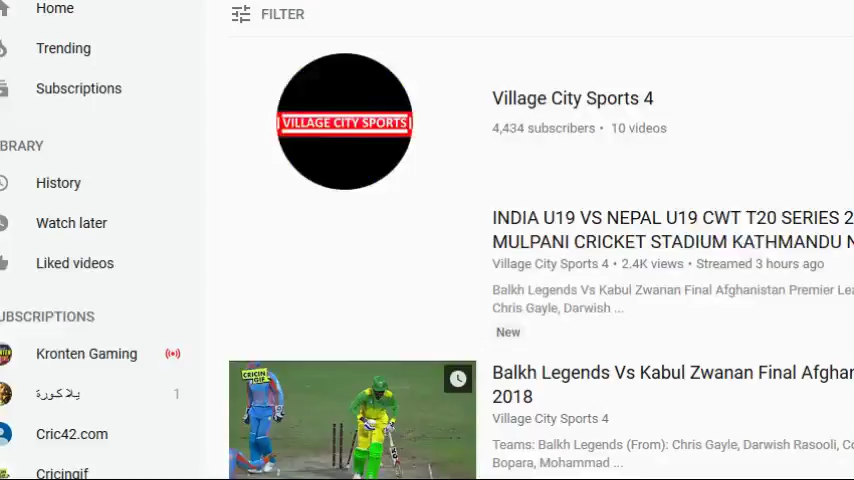 Home
FILTER
Trending
Subscriptions
VILLAGE CITY SPORTS
Village City Sports 4
4,434 subscribers • 10 videos
BRARY
History
Watch later
Liked videos
INDIA U19 VS NEPAL U19 CWT T20 SERIES 2
MULPANI CRICKET STADIUM KATHMANDU N
Village City Sports 4 • 2.4K views • Streamed 3 hours ago
Balkh Legends Vs Kabul Zwanan Final Afghanistan Premier Lea
Chris Gayle, Darwish ...
New
UBSCRIPTIONS
Kronten Gaming
يلا كورة 1
Cric42.com
Cricingif
CRICIN
GIF
Balkh Legends Vs Kabul Zwanan Final Afghan
2018
Village City Sports 4
Teams: Balkh Legends (From): Chris Gayle, Darwish Rasooli, Co
Bopara, Mohammad ...